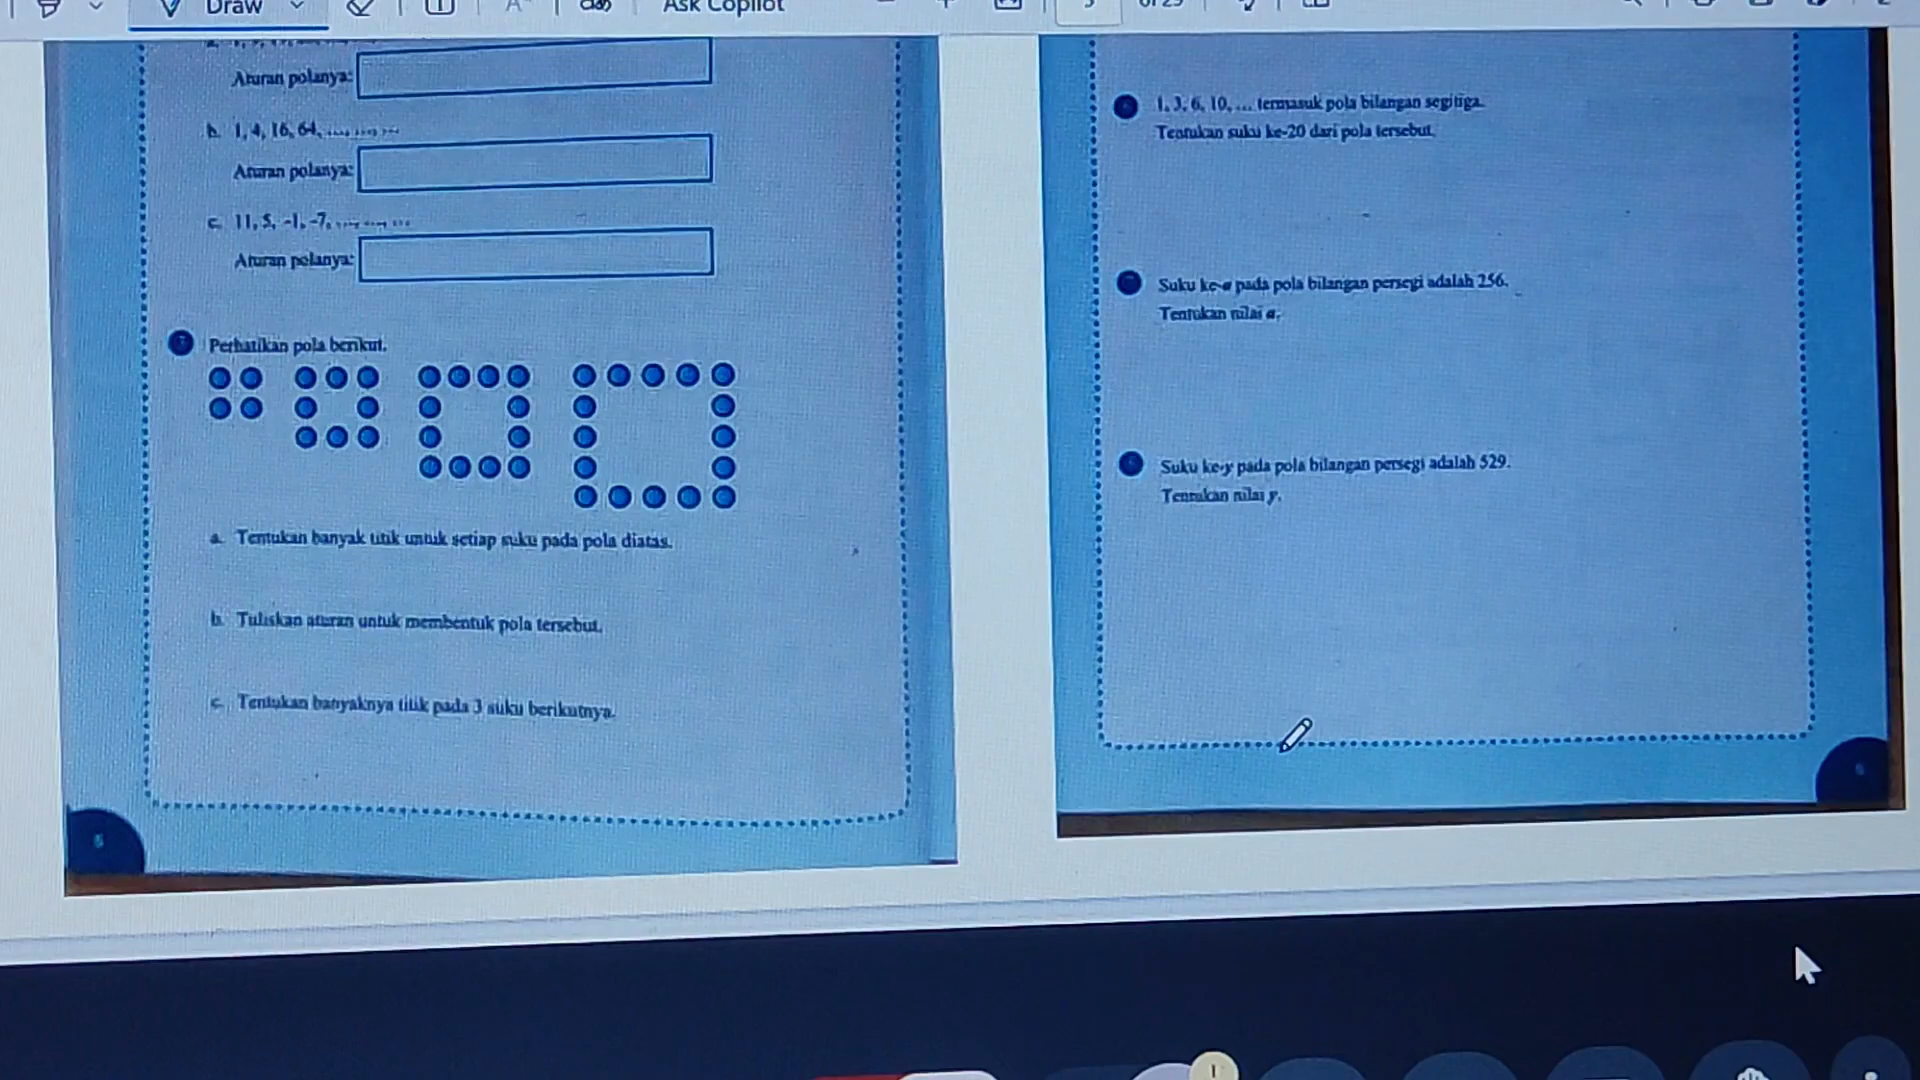 Draw
Ask Copilot
Aturan polanya:
b. 1, 4, 16, 64, ..., ..., ...
Aturan polanya:
c. 11, 5, -1, -7, ..., ..., ...
Aturan polanya:
Perhatikan pola berikut.
a. Tentukan banyak titik untuk setiap suku pada pola diatas.
b. Tuliskan aturan untuk membentuk pola tersebut.
c. Tentukan banyaknya titik pada 3 suku berikutnya.
1, 3, 6, 10, ... termasuk pola bilangan segitiga.
Tentukan suku ke-20 dari pola tersebut.
Suku ke-a pada pola bilangan persegi adalah 256.
Tentukan nilai a.
Suku ke-y pada pola bilangan persegi adalah 529.
Tentukan nilai y.